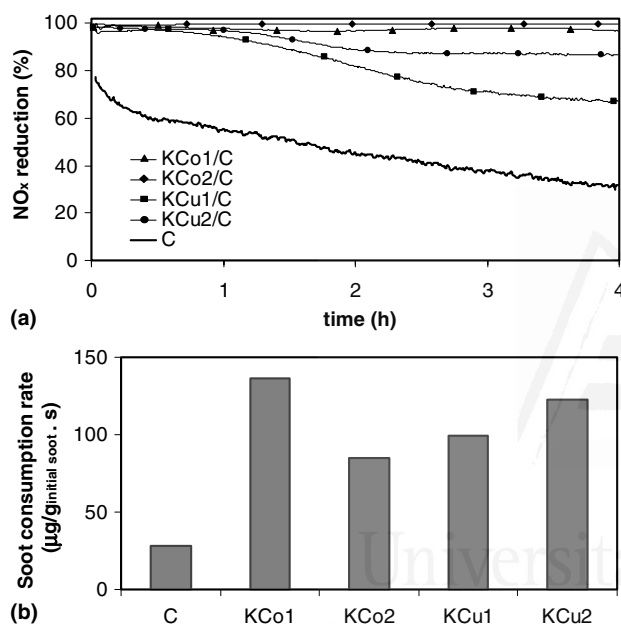 NOx reduction (%)
100
80
60
40
20
0
KCo1/C
KCo2/C
KCu1/C
KCu2/C
C
0
1
2
3
4
(a)
time (h)
Soot consumption rate
(μg/ginitial soot . s)
150
100
50
0
Universit
(b)
C
KCo1
KCo2
KCu1
KCu2